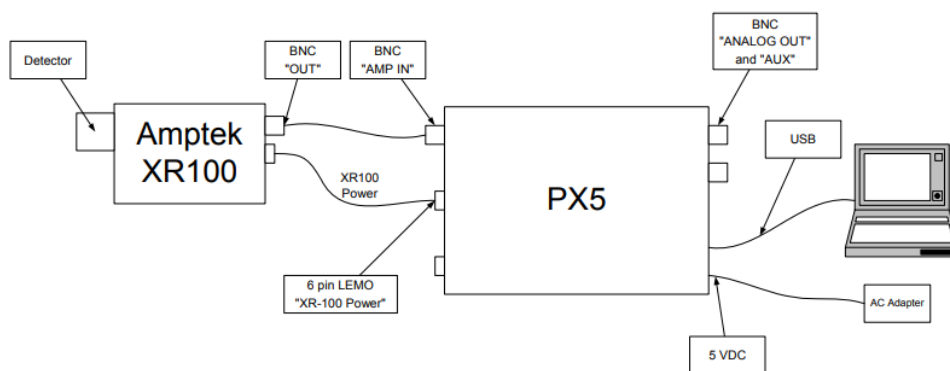 Detector
BNC
"OUT"
BNC
"AMP IN"
BNC
"ANALOG OUT"
and "AUX"
USB
Amptek
XR100
XR100
Power
PX5
6 pin LEMO
"XR-100 Power"
AC Adapter
5 VDC